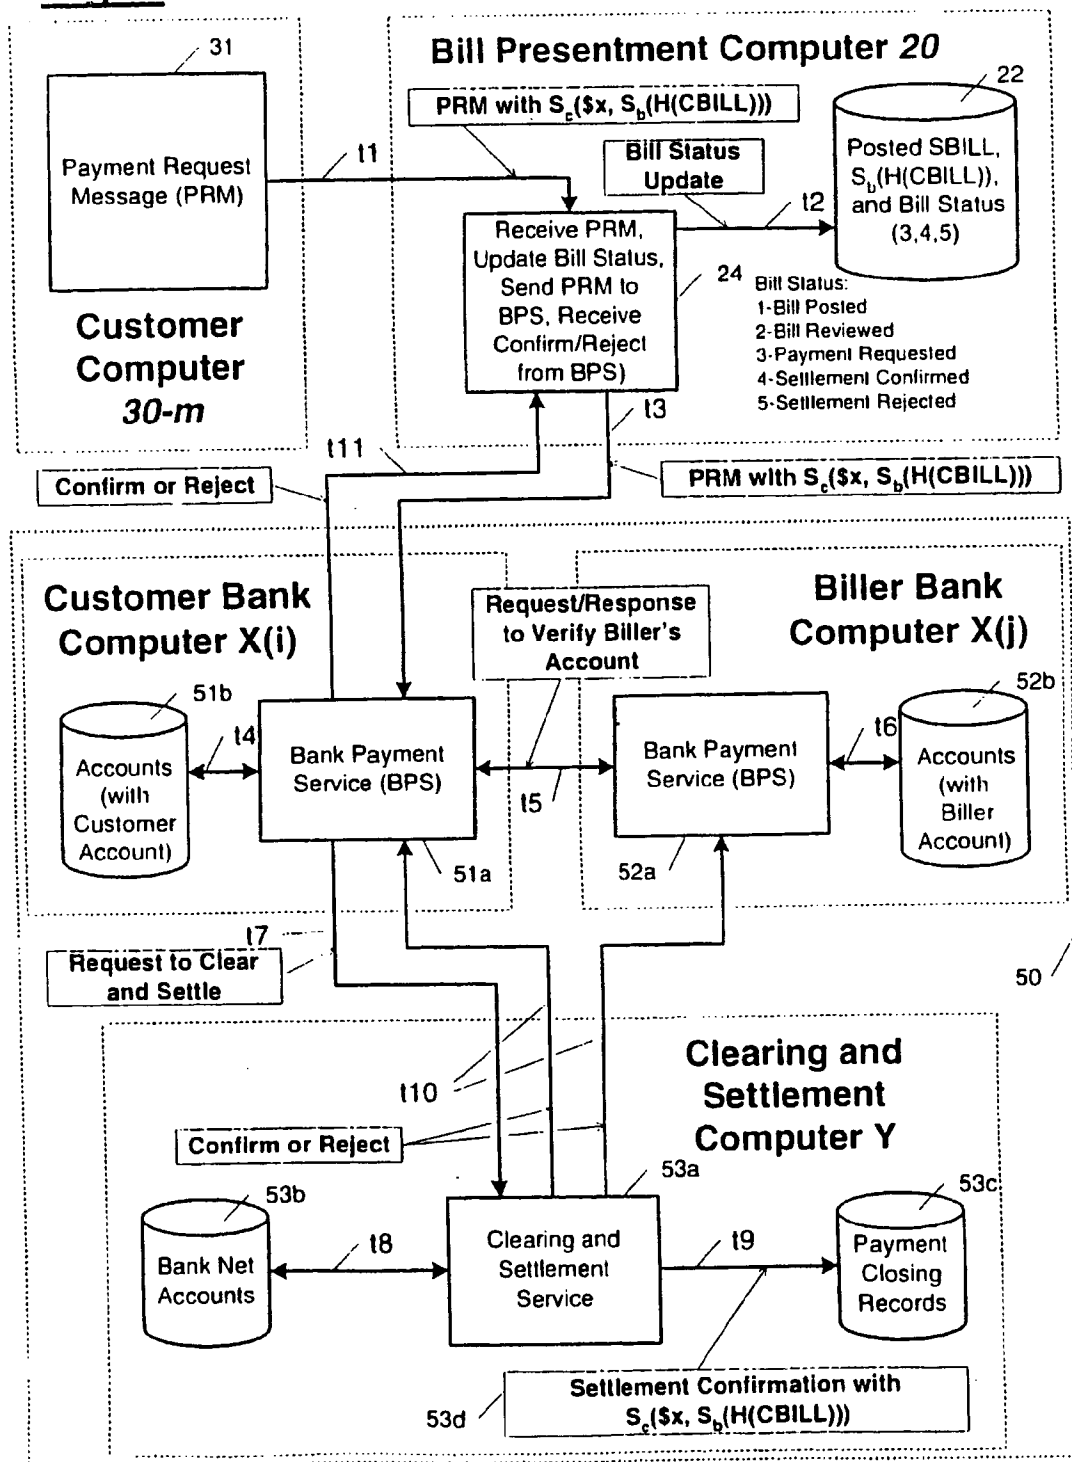 31
Bill Presentment Computer 20
22
PRM with Sc($x, Sb(H(CBILL)))
Payment Request
Message (PRM)
t1
Bill Status
Update
t2
Posted SBILL,
Sb(H(CBILL)),
and Bill Status
(3,4,5)
Receive PRM,
Update Bill Status,
Send PRM to
BPS, Receive
Confirm/Reject
from BPS)
24
Bill Status:
1-Bill Posted
2-Bill Reviewed
3-Payment Requested
4-Settlement Confirmed
5-Settlement Rejected
Customer
Computer
30-m
t3
t11
Confirm or Reject
PRM with Sc($x, Sb(H(CBILL)))
Customer Bank
Computer X(i)
Request/Response
to Verify Biller's
Account
Biller Bank
Computer X(j)
51b
52b
t4
Accounts
(with
Customer
Account)
Bank Payment
Service (BPS)
t5
Bank Payment
Service (BPS)
t6
Accounts
(with
Biller
Account)
51a
52a
t7
Request to Clear
and Settle
50
Clearing and
Settlement
Computer Y
t10
Confirm or Reject
53a
53b
53c
Bank Net
Accounts
t8
Clearing and
Settlement
Service
t9
Payment
Closing
Records
53d
Settlement Confirmation with
Sc($x, Sb(H(CBILL)))